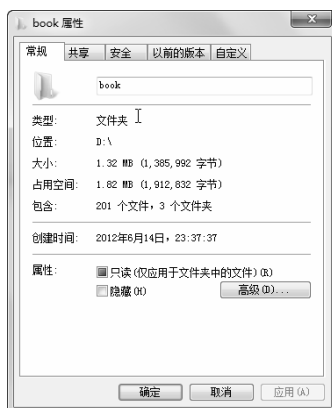 book 属性
常规 共享 安全 以前的版本 自定义
book
类型: 文件夹
位置: D:\
大小: 1.32 MB (1,385,992 字节)
占用空间: 1.82 MB (1,912,832 字节)
包含: 201 个文件，3 个文件夹
创建时间: 2012年6月14日，23:37:37
属性: 只读(仅应用于文件夹中的文件)(R)
隐藏(H) 高级(D)...
确定 取消 应用(A)